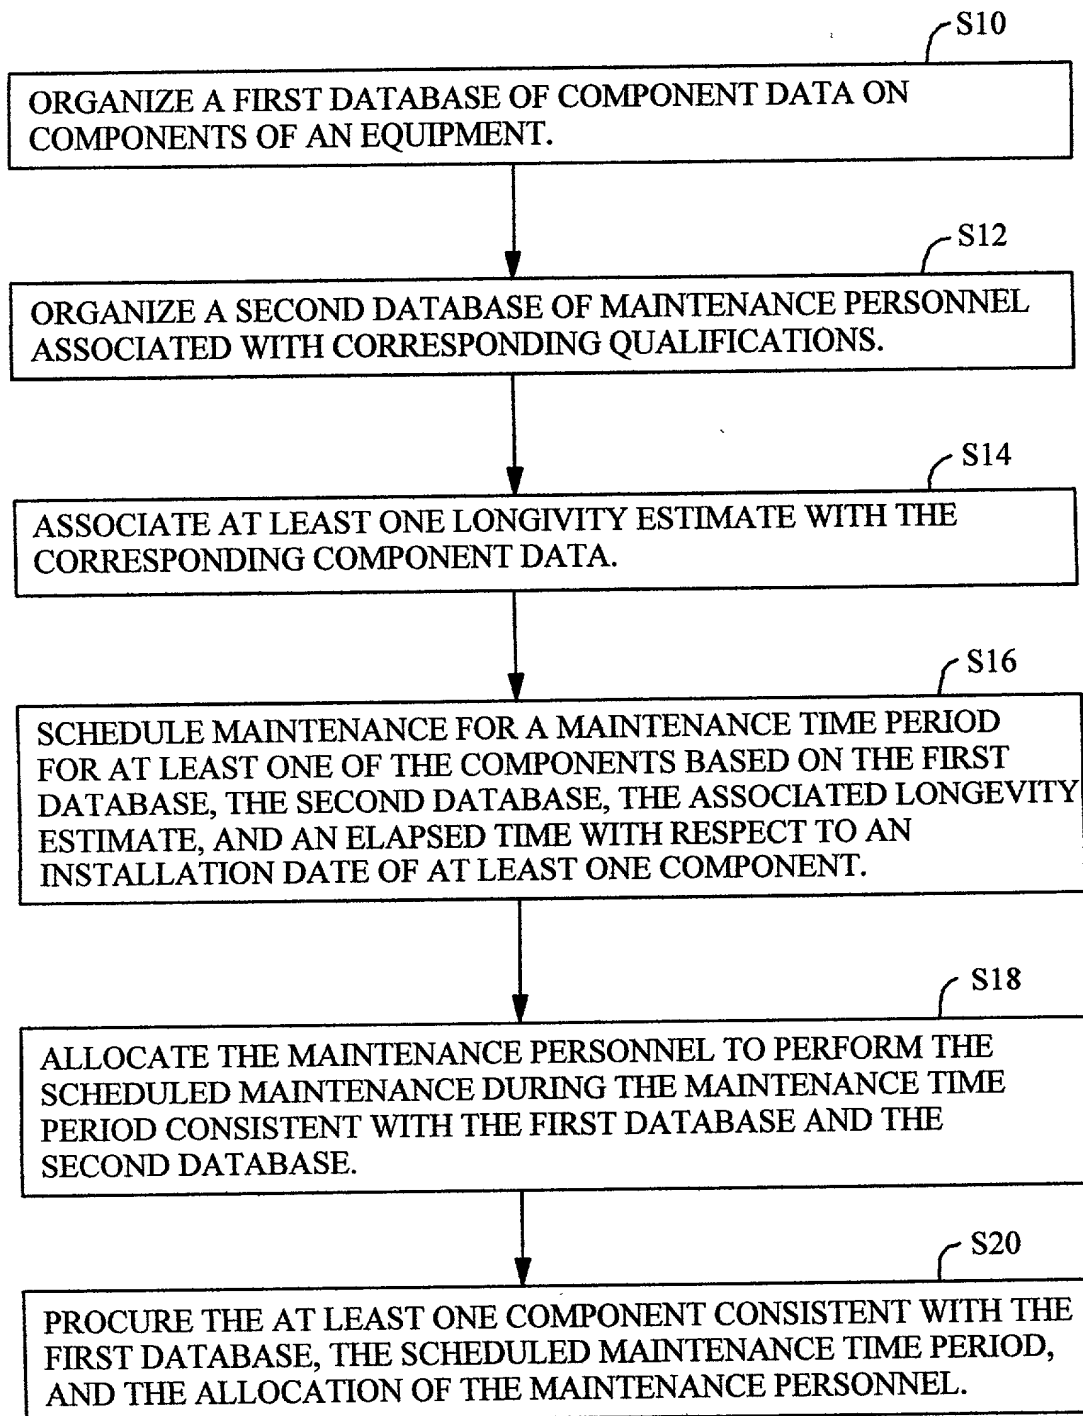 S10
ORGANIZE A FIRST DATABASE OF COMPONENT DATA ON
COMPONENTS OF AN EQUIPMENT.
S12
ORGANIZE A SECOND DATABASE OF MAINTENANCE PERSONNEL
ASSOCIATED WITH CORRESPONDING QUALIFICATIONS.
S14
ASSOCIATE AT LEAST ONE LONGIVITY ESTIMATE WITH THE
CORRESPONDING COMPONENT DATA.
S16
SCHEDULE MAINTENANCE FOR A MAINTENANCE TIME PERIOD
FOR AT LEAST ONE OF THE COMPONENTS BASED ON THE FIRST
DATABASE, THE SECOND DATABASE, THE ASSOCIATED LONGEVITY
ESTIMATE, AND AN ELAPSED TIME WITH RESPECT TO AN
INSTALLATION DATE OF AT LEAST ONE COMPONENT.
S18
ALLOCATE THE MAINTENANCE PERSONNEL TO PERFORM THE
SCHEDULED MAINTENANCE DURING THE MAINTENANCE TIME
PERIOD CONSISTENT WITH THE FIRST DATABASE AND THE
SECOND DATABASE.
S20
PROCURE THE AT LEAST ONE COMPONENT CONSISTENT WITH THE
FIRST DATABASE, THE SCHEDULED MAINTENANCE TIME PERIOD,
AND THE ALLOCATION OF THE MAINTENANCE PERSONNEL.